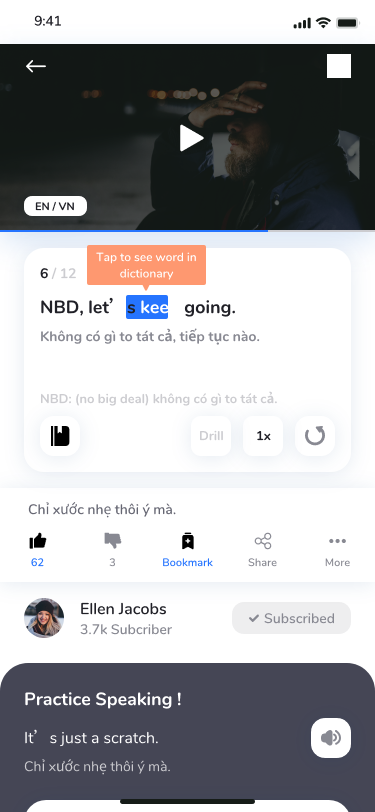 9:41
EN / VN
Tap to see word in
dictionary
6 / 12
NBD, let’s kee going.
Không có gì to tát cả, tiếp tục nào.
NBD: (no big deal) không có gì to tát cả.
Drill
1x
Chỉ xước nhẹ thôi ý mà.
62
3
Bookmark
Share
More
Ellen Jacobs
3.7k Subcriber
Subscribed
Practice Speaking !
It’s just a scratch.
Chỉ xước nhẹ thôi ý mà.